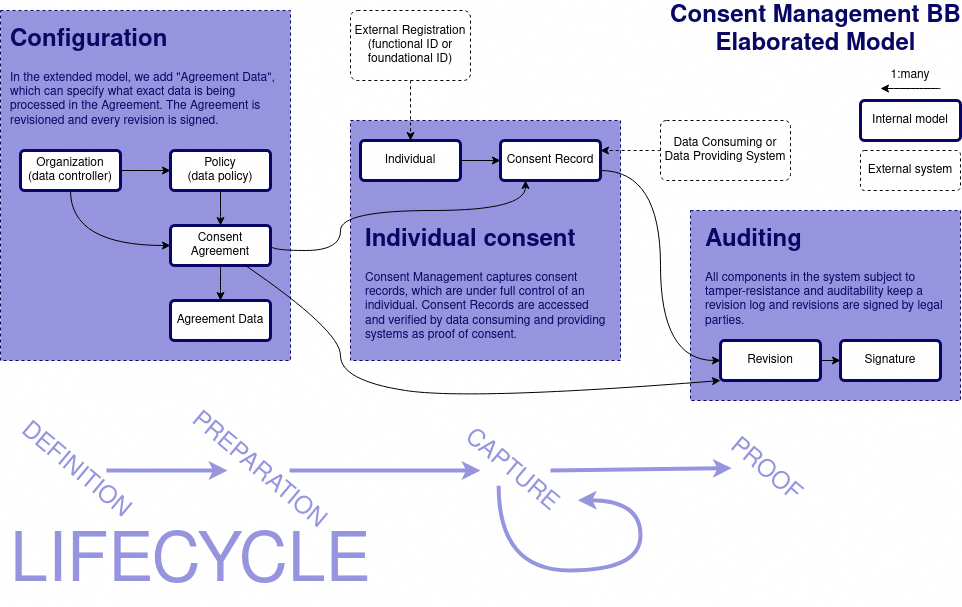 Consent Management BB
Elaborated Model
1:many
Internal model
External system
Configuration
In the extended model, we add "Agreement Data",
which can specify what exact data is being
processed in the Agreement. The Agreement is
revisioned and every revision is signed.
Organization
(data controller)
Policy
(data policy)
Consent
Agreement
Agreement Data
External Registration
(functional ID or
foundational ID)
Individual
Consent Record
Data Consuming or
Data Providing System
Individual consent
Consent Management captures consent
records, which are under full control of an
individual. Consent Records are accessed
and verified by data consuming and providing
systems as proof of consent.
Auditing
All components in the system subject to
tamper-resistance and auditability keep a
revision log and revisions are signed by legal
parties.
Revision
Signature
DEFINITION
PREPARATION
CAPTURE
PROOF
LIFECYCLE